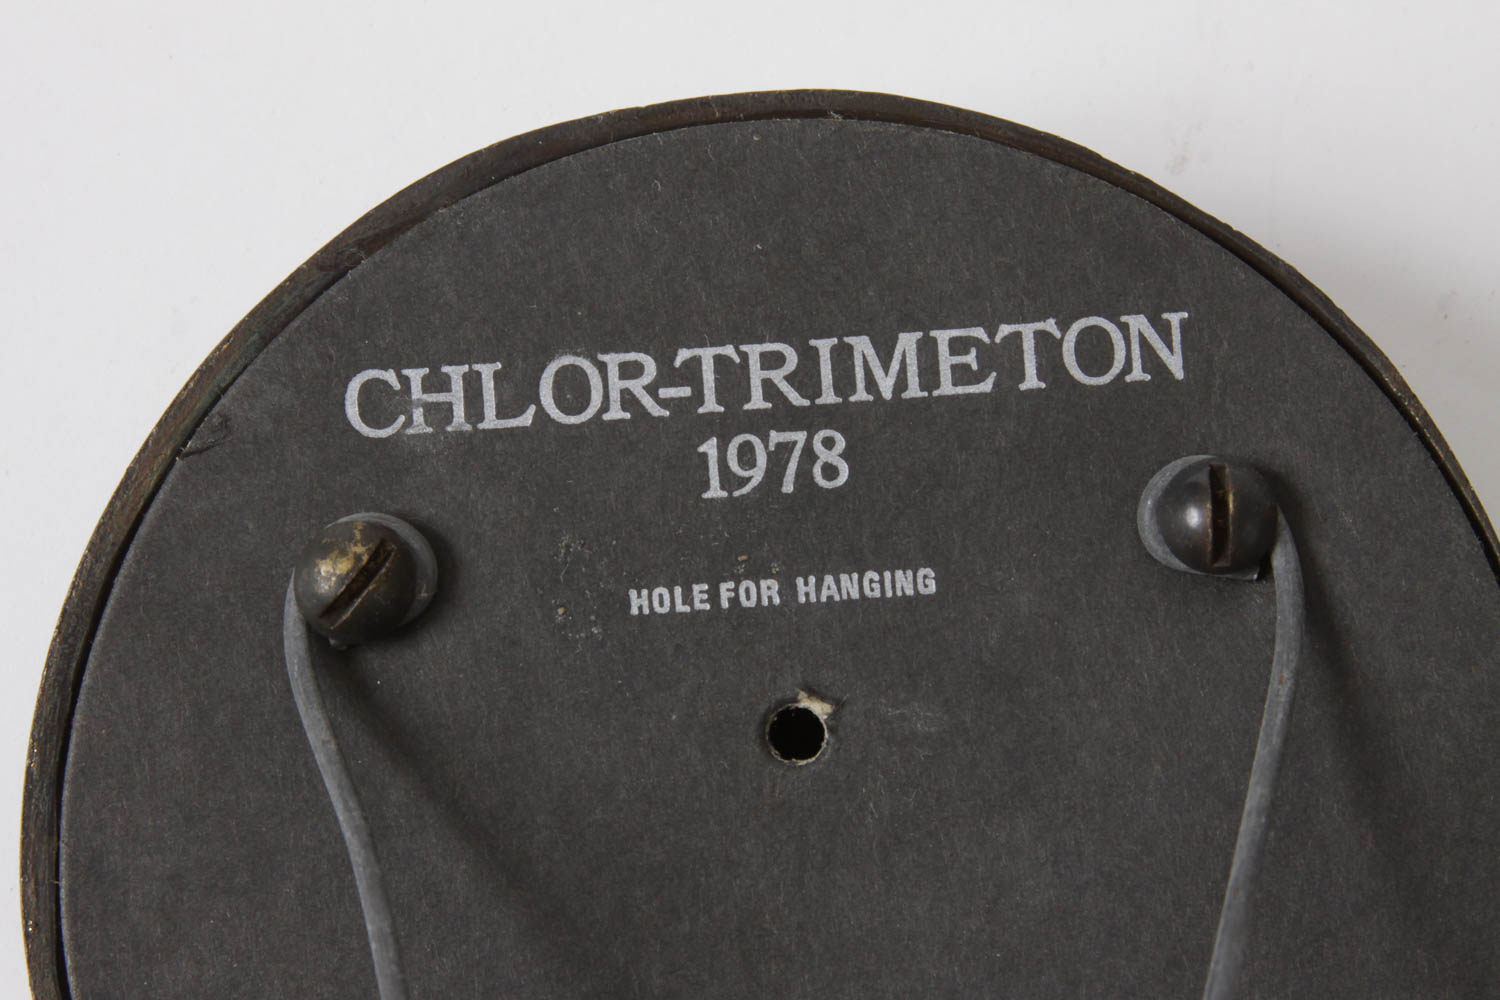 CHLOR-TRIMETON
1978
HOLE FOR HANGING